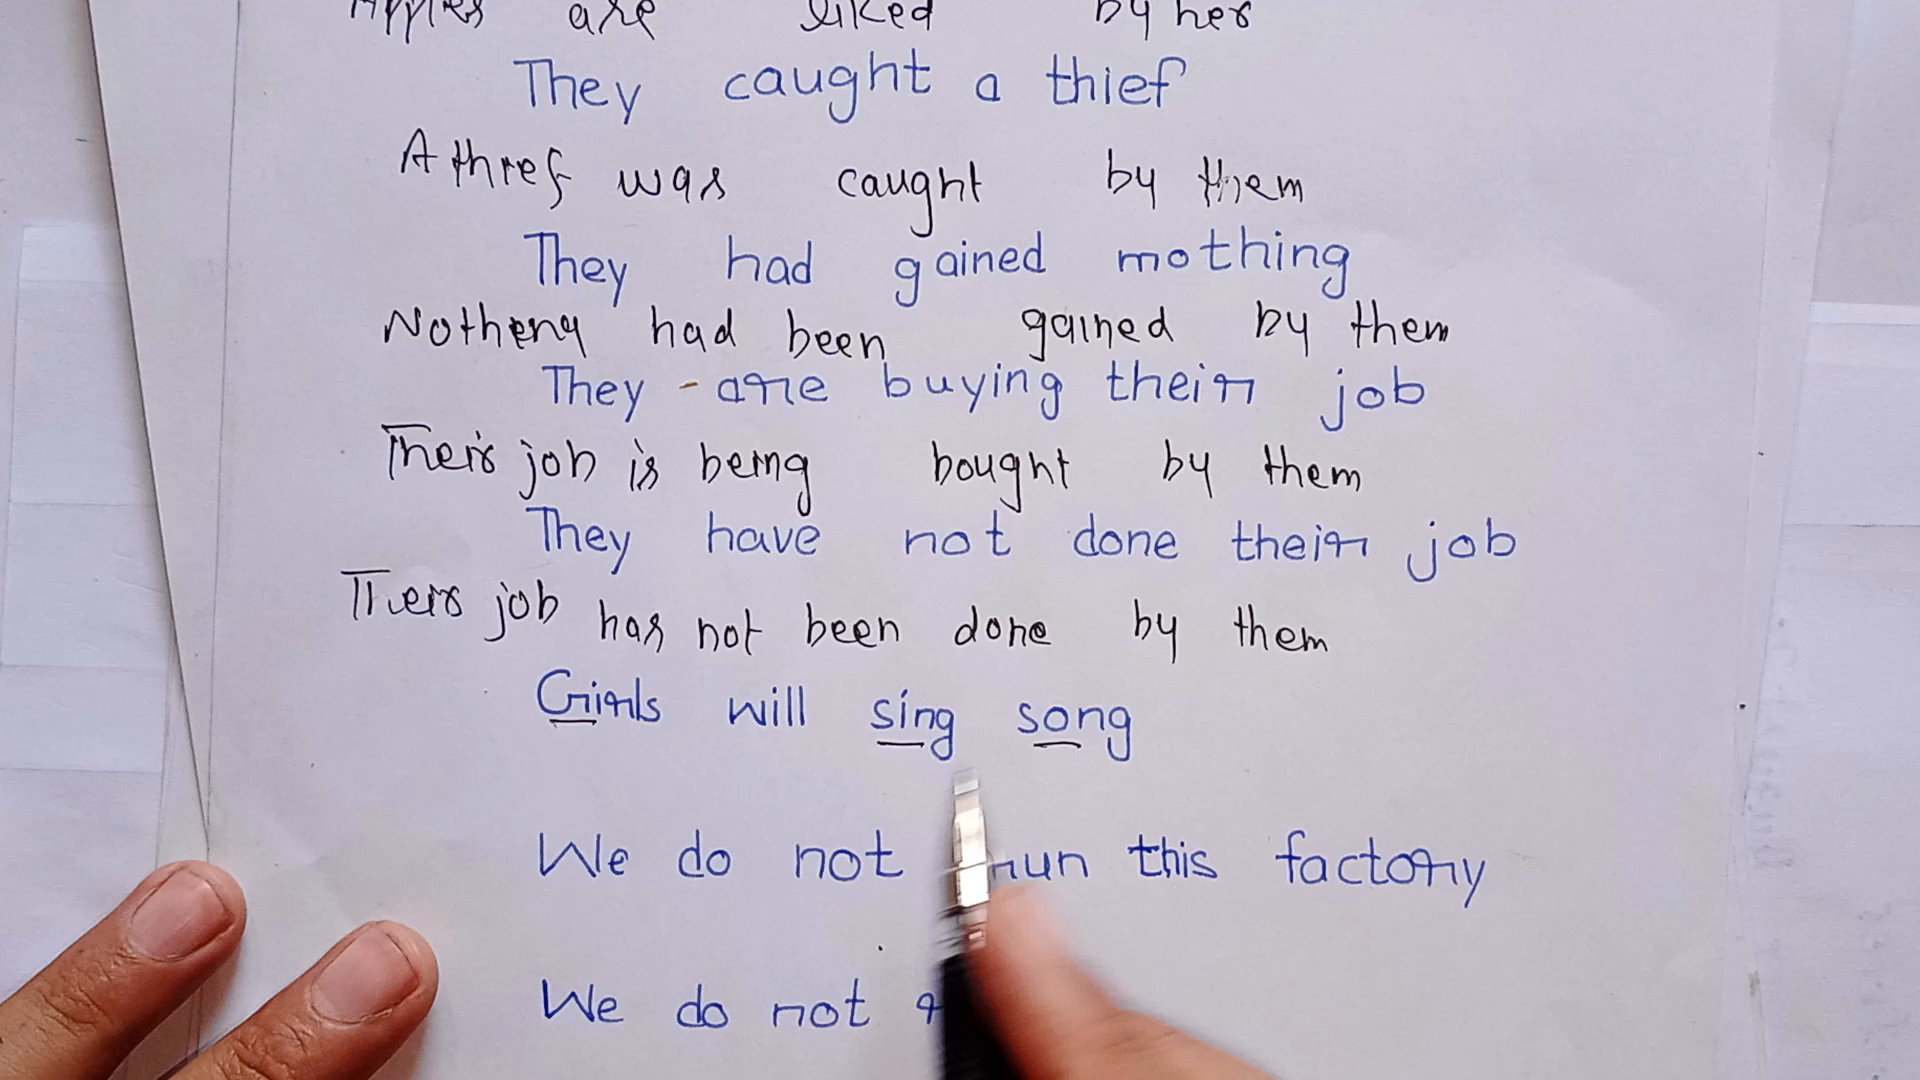 Apples are liked by her
They caught a thief
A thief was caught by them
They had gained nothing
Notheng had been gained by them
They are buying their job
Their job is being bought by them
They have not done their job
Their job has not been done by them
Girls will sing song
We do not run this factory
We do not